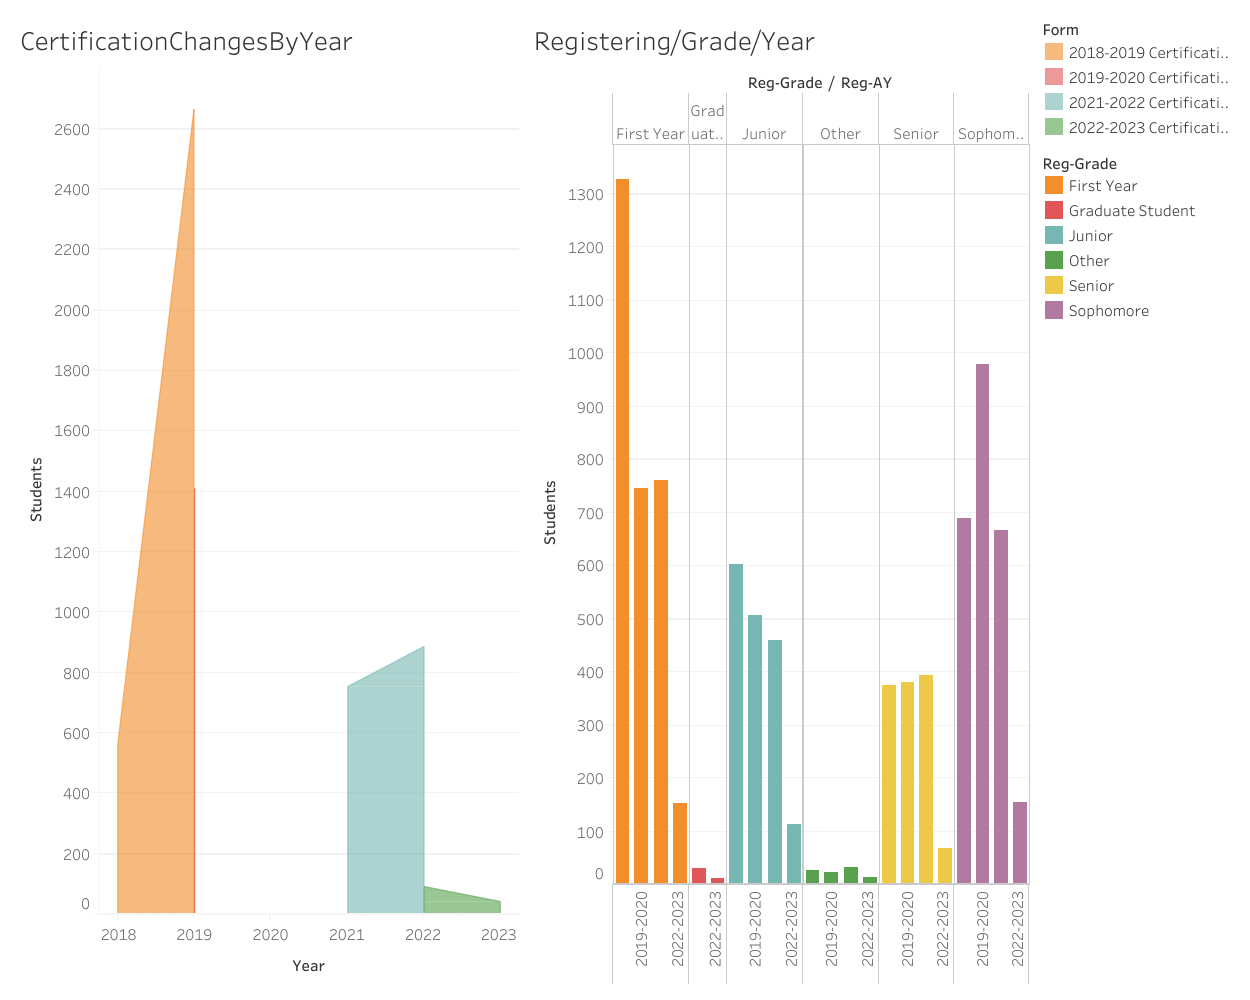 CertificationChangesByYear
2600
2400
2200
2000
1800
1600
1400
1200
1000
800
600
400
200
0
Students
2018
2019
2020
2021
2022
2023
Year
Registering/Grade/Year
Reg-Grade / Reg-AY
First Year
Grad
uat..
Junior
Other
Senior
Sophom..
1300
1200
1100
1000
900
800
700
600
500
400
300
200
100
0
Students
2019-2020
2022-2023
2022-2023
2019-2020
2022-2023
2019-2020
2022-2023
2019-2020
2022-2023
2019-2020
2022-2023
Form
2018-2019 Certificati..
2019-2020 Certificati..
2021-2022 Certificati..
2022-2023 Certificati..
Reg-Grade
First Year
Graduate Student
Junior
Other
Senior
Sophomore